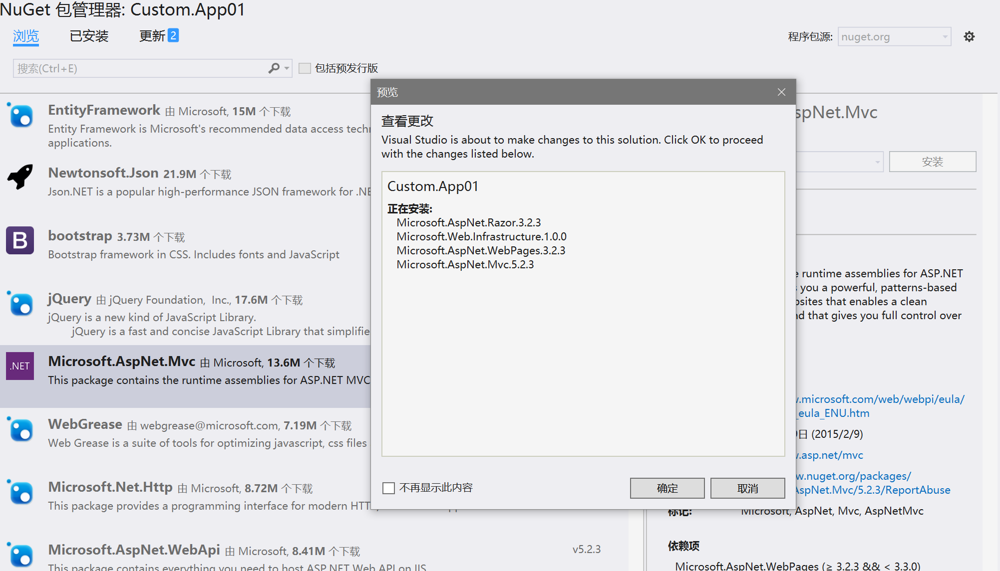 NuGet 包管理器: Custom.App01
浏览 已安装 更新 2
程序包源: nuget.org
搜索(Ctrl+E) 包括预发行版
EntityFramework 由 Microsoft, 15M 个下载
Entity Framework is Microsoft's recommended data access
applications.
Newtonsoft.Json 21.9M 个下载
Json.NET is a popular high-performance JSON framework for
bootstrap 3.73M 个下载
Bootstrap framework in CSS. Includes fonts and JavaScript
jQuery 由 jQuery Foundation, Inc., 17.6M 个下载
jQuery is a new kind of JavaScript Library.
jQuery is a fast and concise JavaScript Library that
.NET
Microsoft.AspNet.Mvc 由 Microsoft, 13.6M 个下载
This package contains the runtime assemblies for ASP.NET MVC
WebGrease 由 webgrease@microsoft.com, 7.19M 个下载
Web Grease is a suite of tools for optimizing javascript, css files
Microsoft.Net.Http 由 Microsoft, 8.72M 个下载
This package provides a programming interface for modern
Microsoft.AspNet.WebApi 由 Microsoft, 8.41M 个下载
v5.2.3
This package contains everything you need to host ASP.NET Web API on IIS
预览
查看更改
Visual Studio is about to make changes to this solution. Click OK to proceed
with the changes listed below.
Custom.App01
正在安装:
Microsoft.AspNet.Razor.3.2.3
Microsoft.Web.Infrastructure.1.0.0
Microsoft.AspNet.WebPages.3.2.3
Microsoft.AspNet.Mvc.5.2.3
不再显示此内容
确定 取消
spNet.Mvc
安装
runtime assemblies for ASP.NET
you a powerful, patterns-based
that enables a clean
that gives you full control over
.microsoft.com/web/webpi/eula/
_eula_ENU.htm
日 (2015/2/9)
.asp.net/mvc
w.nuget.org/packages/
AspNet.Mvc/5.2.3/ReportAbuse
标记: Microsoft, AspNet, Mvc, AspNetMvc
依赖项
Microsoft.AspNet.WebPages (≥ 3.2.3 && < 3.3.0)